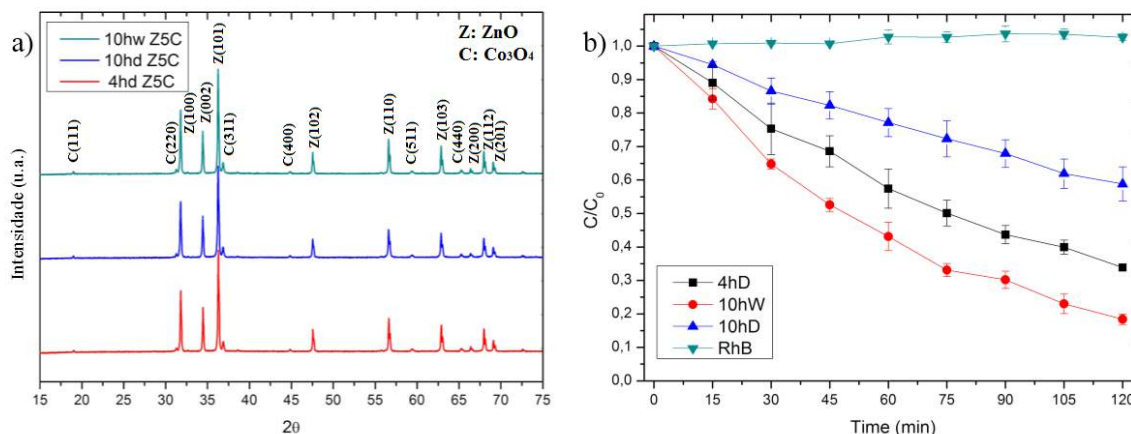 a)
10hw Z5C
10hd Z5C
4hd Z5C
Z: ZnO
C: Co₃O₄
C(111)
C(220)
Z(100)
Z(002)
Z(101)
C(311)
C(400)
Z(102)
Z(110)
C(511)
Z(103)
C(440)
Z(200)
Z(112)
Z(201)
Intensidade (u.a.)
15 20 25 30 35 40 45 50 55 60 65 70 75
2θ
b)
1,0
0,9
0,8
0,7
0,6
0,5
0,4
0,3
0,2
0,1
0,0
C/C₀
4hD
10hW
10hD
RhB
0 15 30 45 60 75 90 105 120
Time (min)